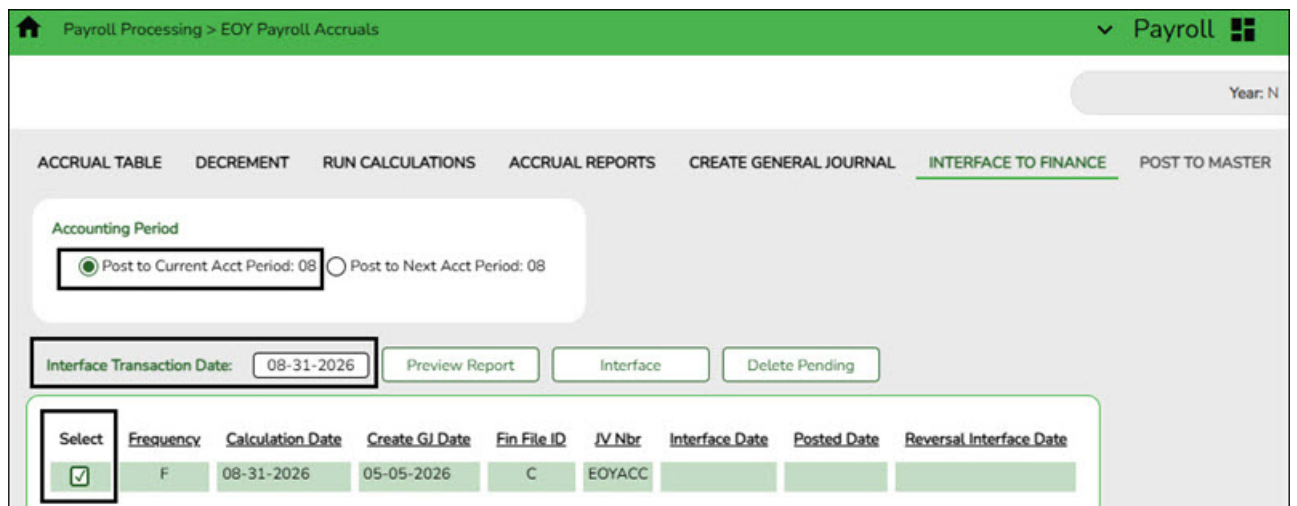 Payroll Processing > EOY Payroll Accruals
Payroll
Year: N
ACCRUAL TABLE DECREMENT RUN CALCULATIONS ACCRUAL REPORTS CREATE GENERAL JOURNAL INTERFACE TO FINANCE POST TO MASTER
Accounting Period
Post to Current Acct Period: 08 Post to Next Acct Period: 08
Interface Transaction Date: 08-31-2026 Preview Report Interface Delete Pending
Select Frequency Calculation Date Create GJ Date Fin File ID JV Nbr Interface Date Posted Date Reversal Interface Date
F 08-31-2026 05-05-2026 C EOYACC